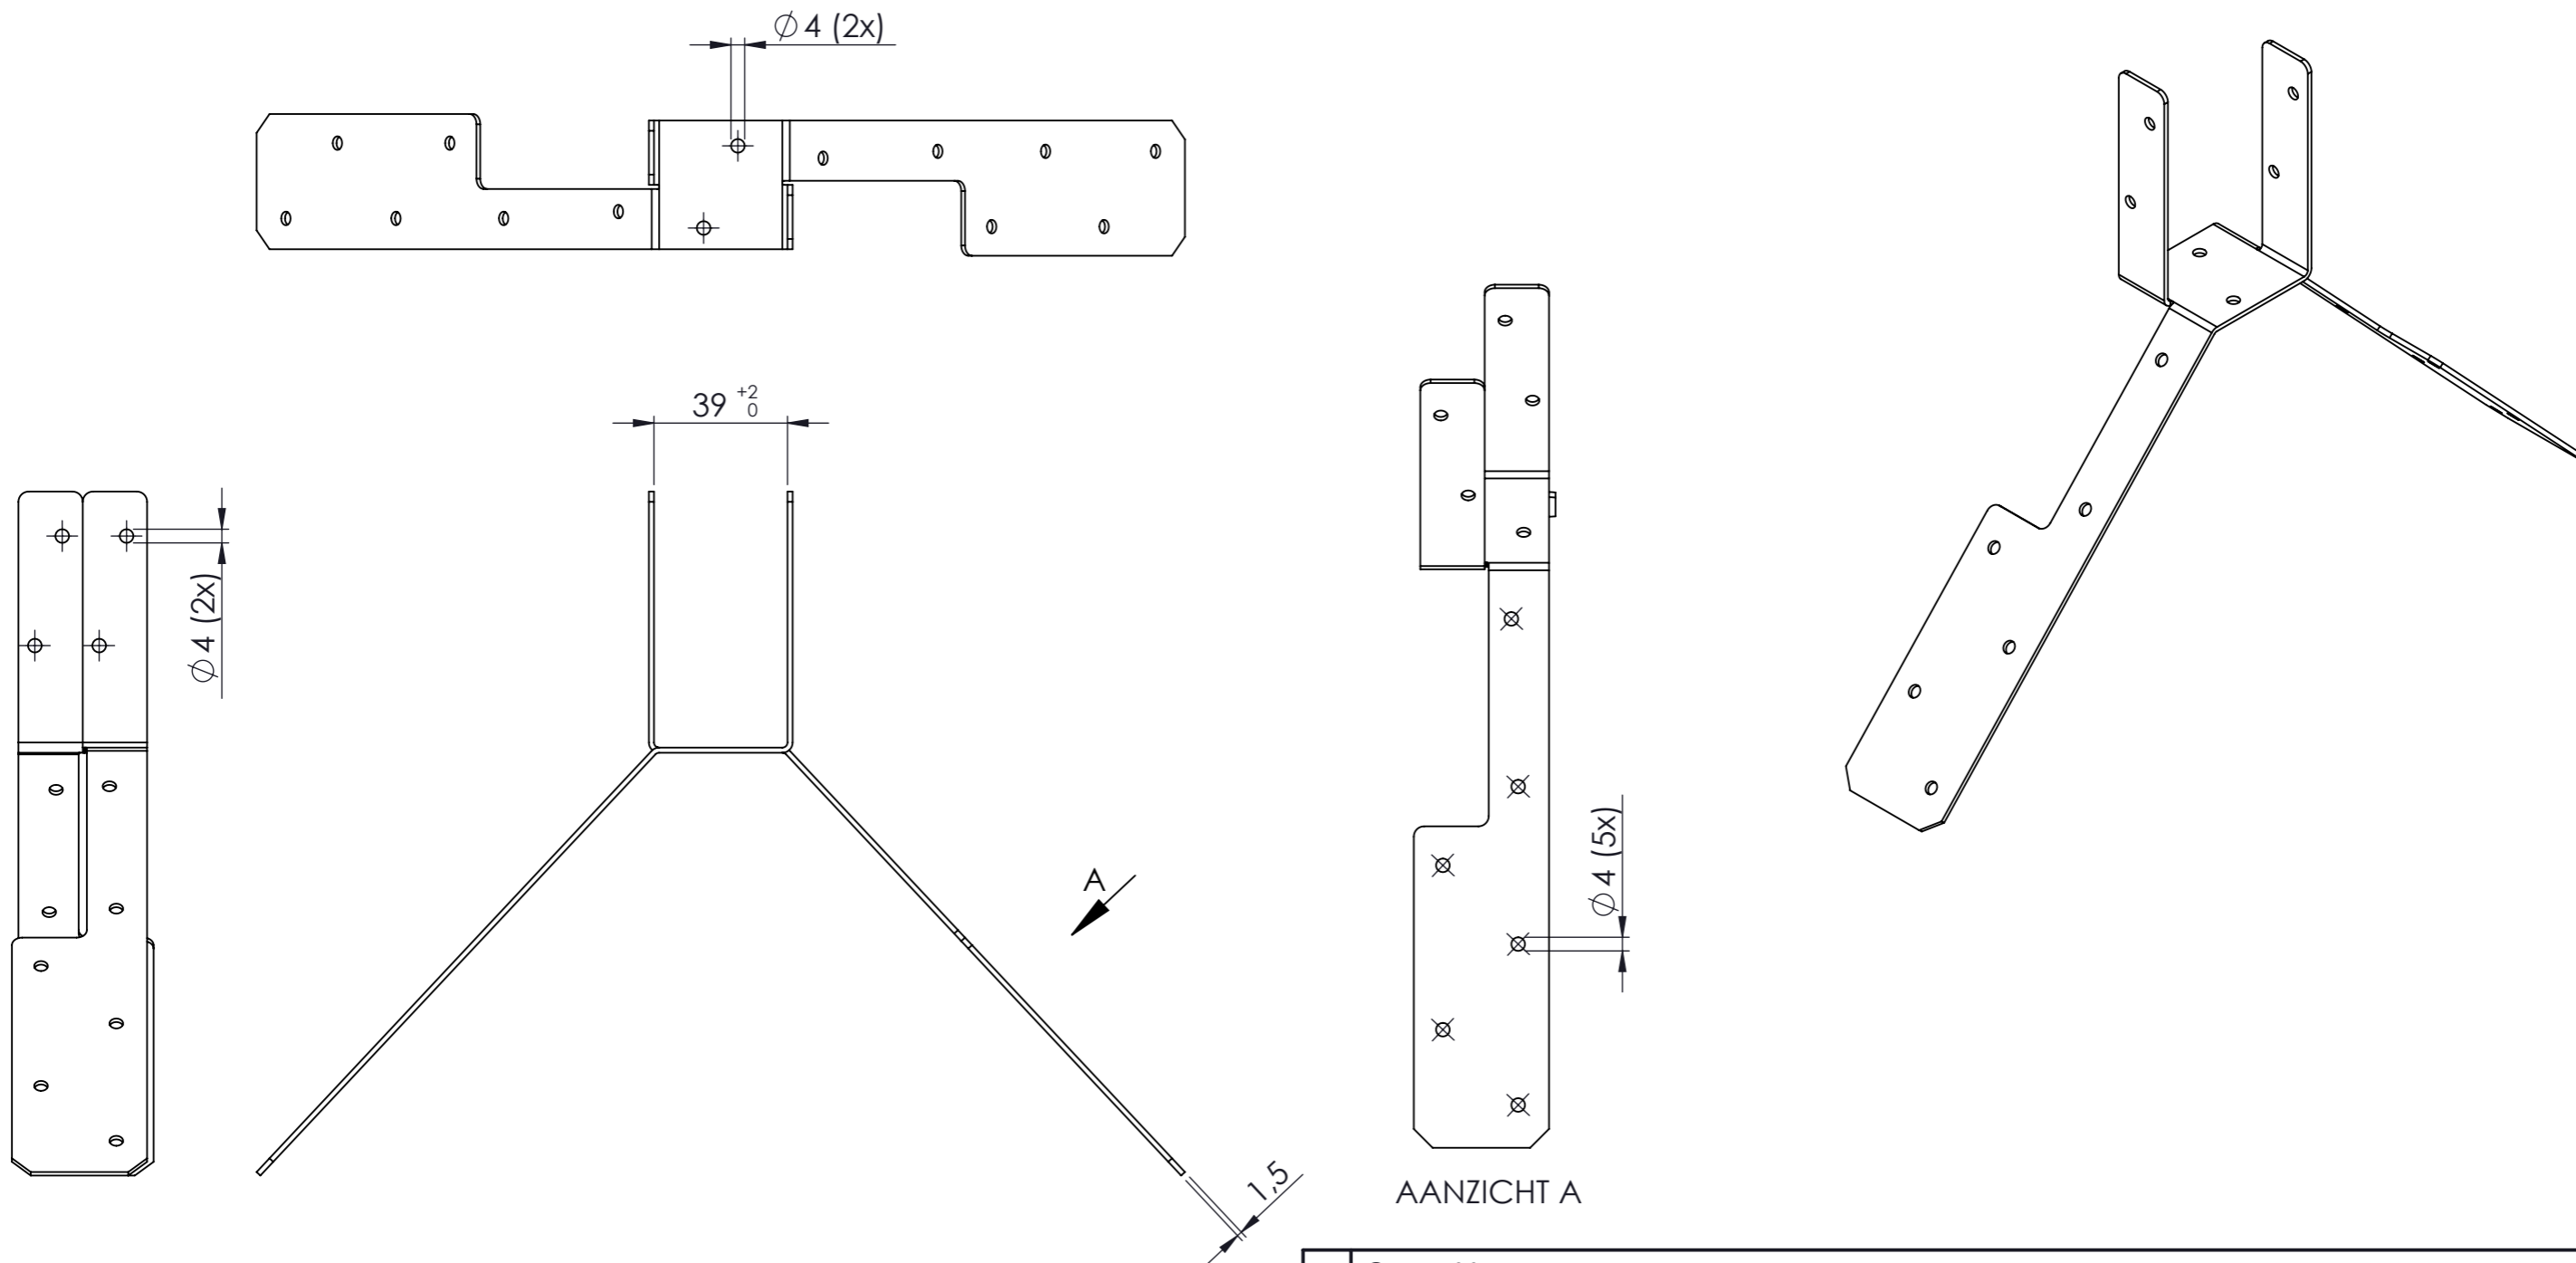 ∅4 (2x)
39 +2 0
∅4 (2x)
A
∅4 (5x)
1,5
AANZICHT A